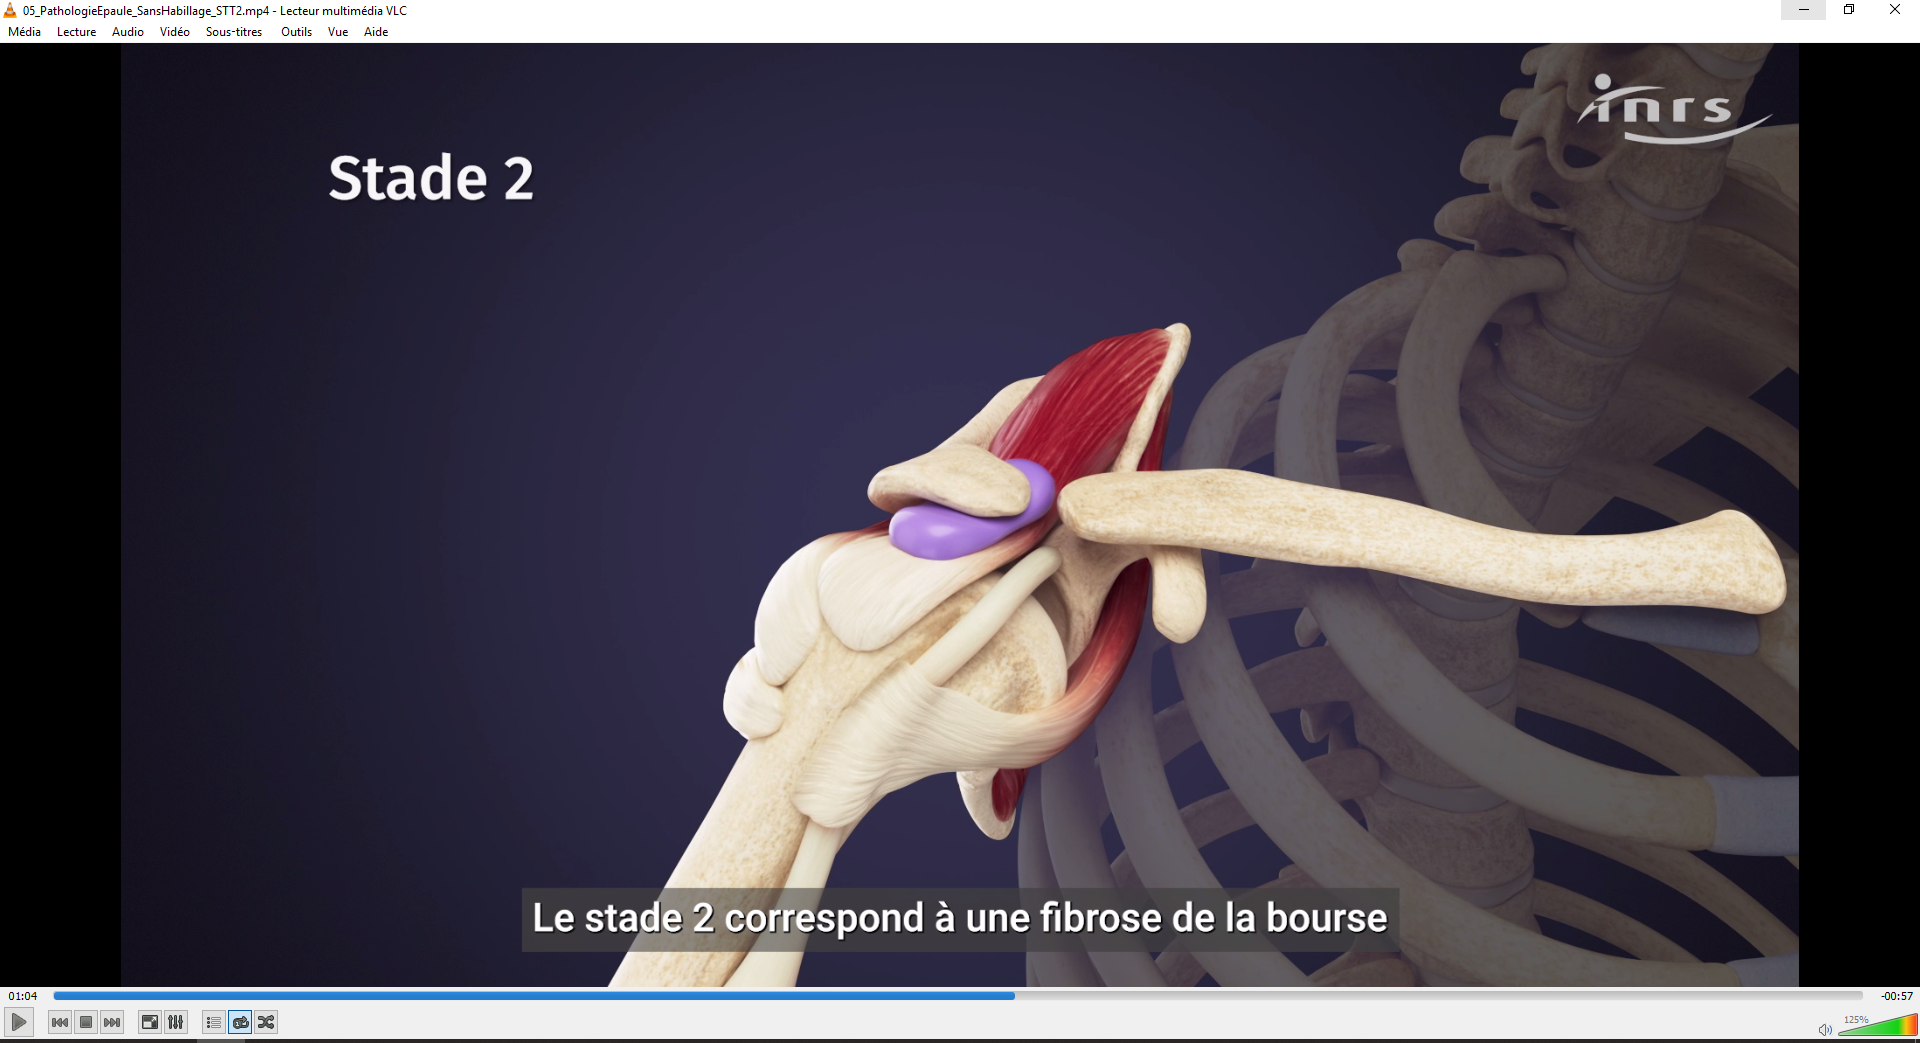 05_PathologieEpaule_SansHabillage_STT2.mp4 - Lecteur multimédia VLC
Média Lecture Audio Vidéo Sous-titres Outils Vue Aide
inrs
Stade 2
Le stade 2 correspond à une fibrose de la bourse
01:04 -00:57
125%